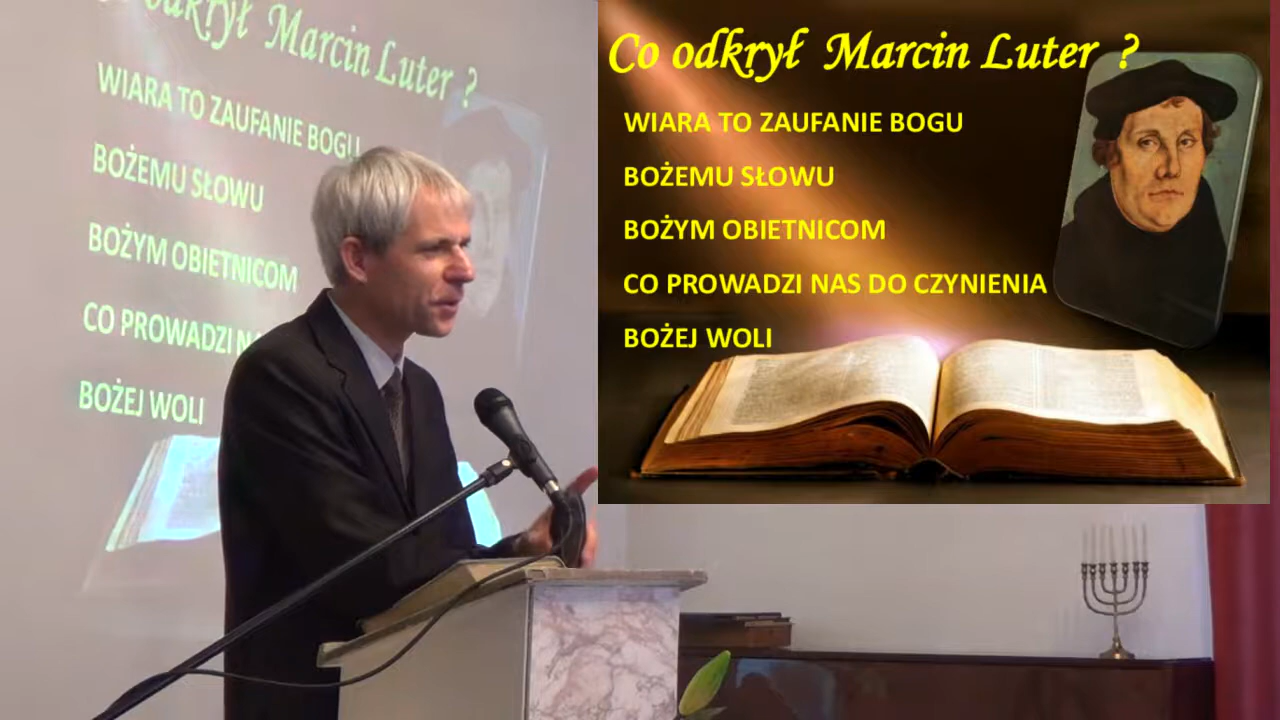 odkrył Marcin Luter ?
WIARA TO ZAUFANIE BOGU
BOŻEMU SŁOWU
BOŻYM OBIETNICOM
CO PROWADZI
BOŻEJ WOLI
Co odkrył Marcin Luter ?
WIARA TO ZAUFANIE BOGU
BOŻEMU SŁOWU
BOŻYM OBIETNICOM
CO PROWADZI NAS DO CZYNIENIA
BOŻEJ WOLI